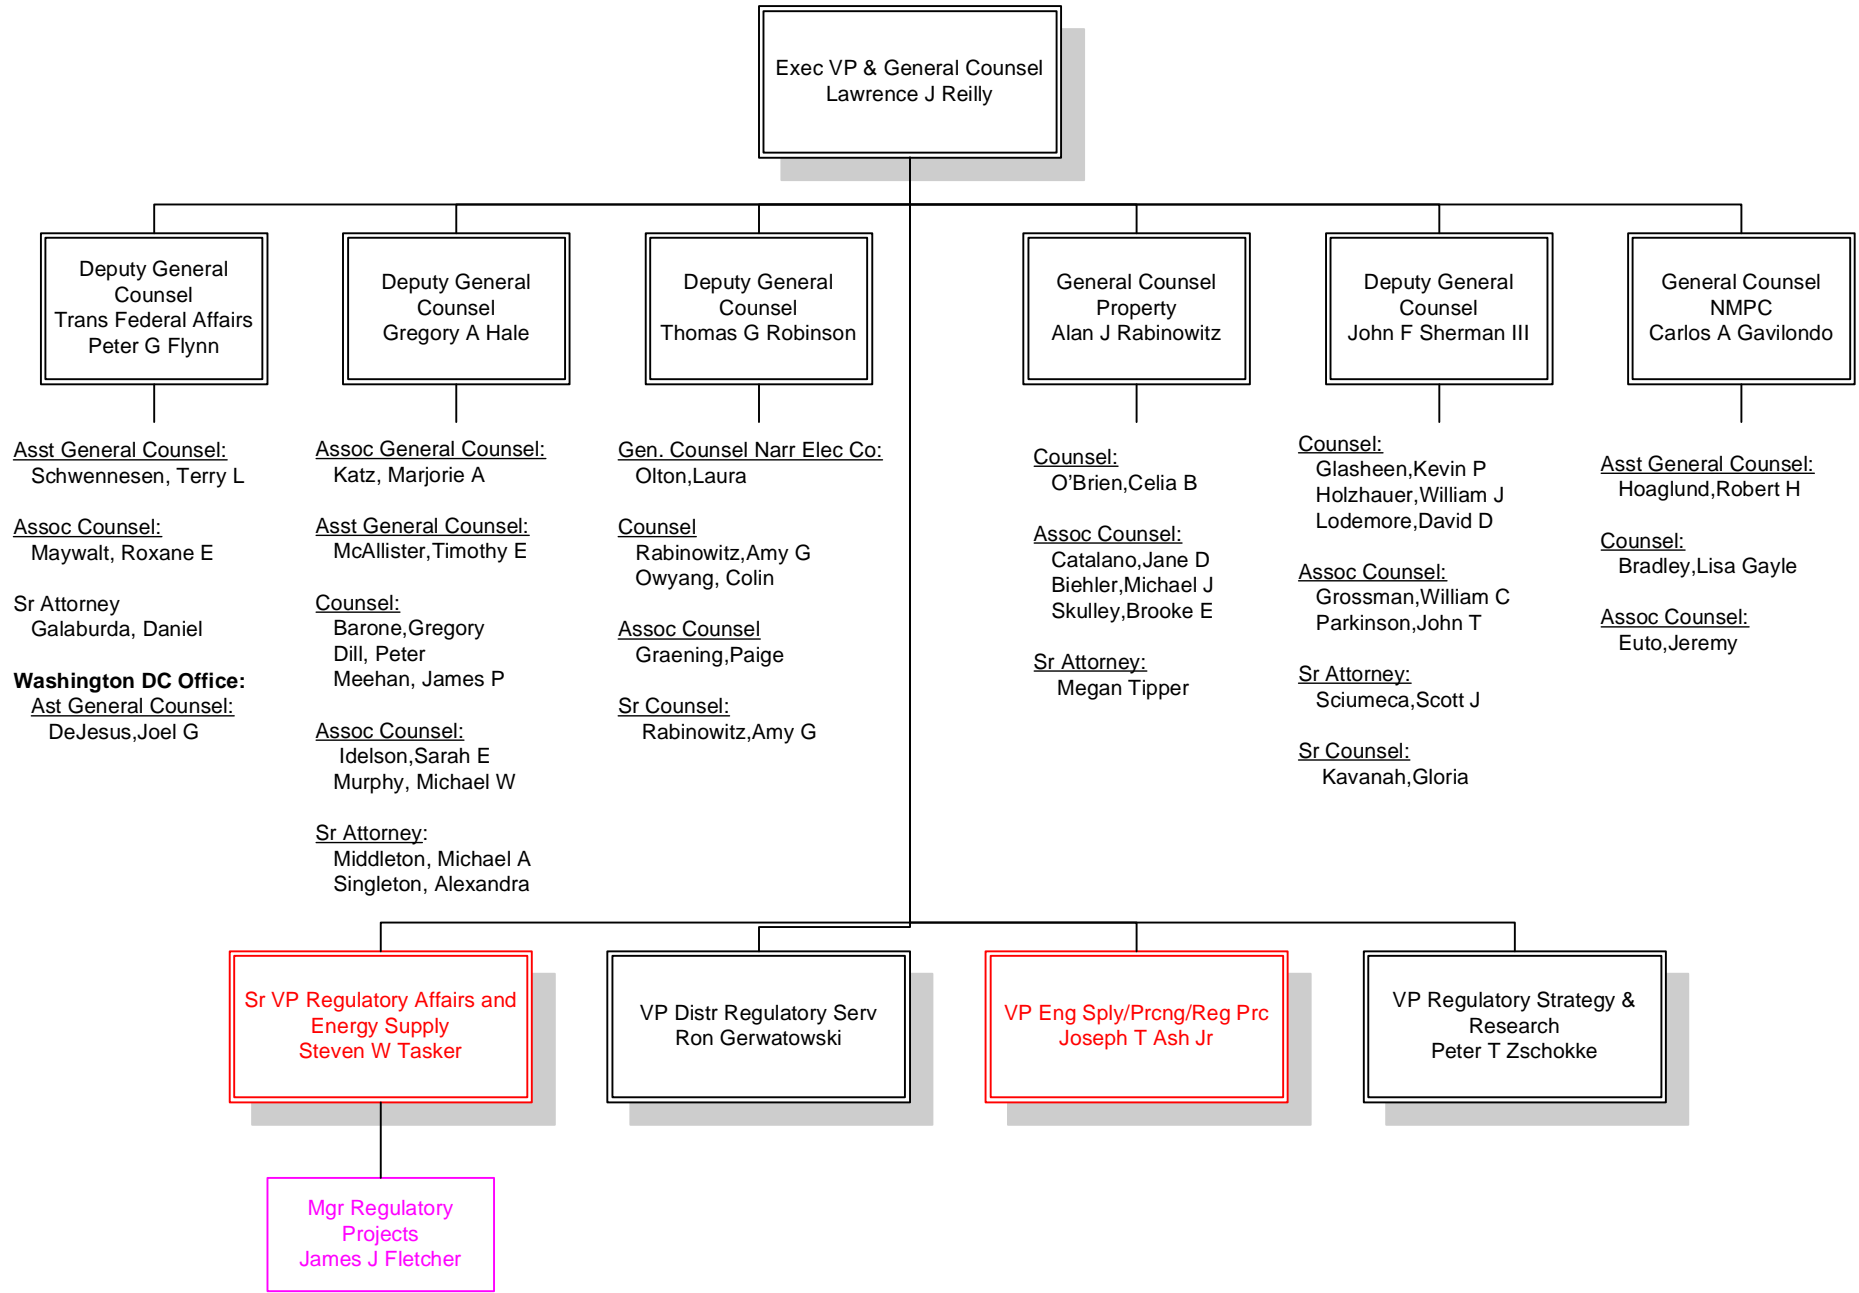 Exec VP & General Counsel
Lawrence J Reilly
Deputy General
Counsel
Trans Federal Affairs
Peter G Flynn
Deputy General
Counsel
Gregory A Hale
Deputy General
Counsel
Thomas G Robinson
General Counsel
Property
Alan J Rabinowitz
Deputy General
Counsel
John F Sherman III
General Counsel
NMPC
Carlos A Gavilondo
Asst General Counsel:
Schwennesen, Terry L
Assoc Counsel:
Maywalt, Roxane E
Sr Attorney
Galaburda, Daniel
Washington DC Office:
Ast General Counsel:
DeJesus,Joel G
Assoc General Counsel:
Katz, Marjorie A
Asst General Counsel:
McAllister,Timothy E
Counsel:
Barone,Gregory
Dill, Peter
Meehan, James P
Assoc Counsel:
Idelson,Sarah E
Murphy, Michael W
Sr Attorney:
Middleton, Michael A
Singleton, Alexandra
Gen. Counsel Narr Elec Co:
Olton,Laura
Counsel
Rabinowitz,Amy G
Owyang, Colin
Assoc Counsel
Graening,Paige
Sr Counsel:
Rabinowitz,Amy G
Counsel:
O'Brien,Celia B
Assoc Counsel:
Catalano,Jane D
Biehler,Michael J
Skulley,Brooke E
Sr Attorney:
Megan Tipper
Counsel:
Glasheen,Kevin P
Holzhauer,William J
Lodemore,David D
Assoc Counsel:
Grossman,William C
Parkinson,John T
Sr Attorney:
Sciumeca,Scott J
Sr Counsel:
Kavanah,Gloria
Asst General Counsel:
Hoaglund,Robert H
Counsel:
Bradley,Lisa Gayle
Assoc Counsel:
Euto,Jeremy
Sr VP Regulatory Affairs and
Energy Supply
Steven W Tasker
VP Distr Regulatory Serv
Ron Gerwatowski
VP Eng Sply/Prcng/Reg Prc
Joseph T Ash Jr
VP Regulatory Strategy &
Research
Peter T Zschokke
Mgr Regulatory
Projects
James J Fletcher